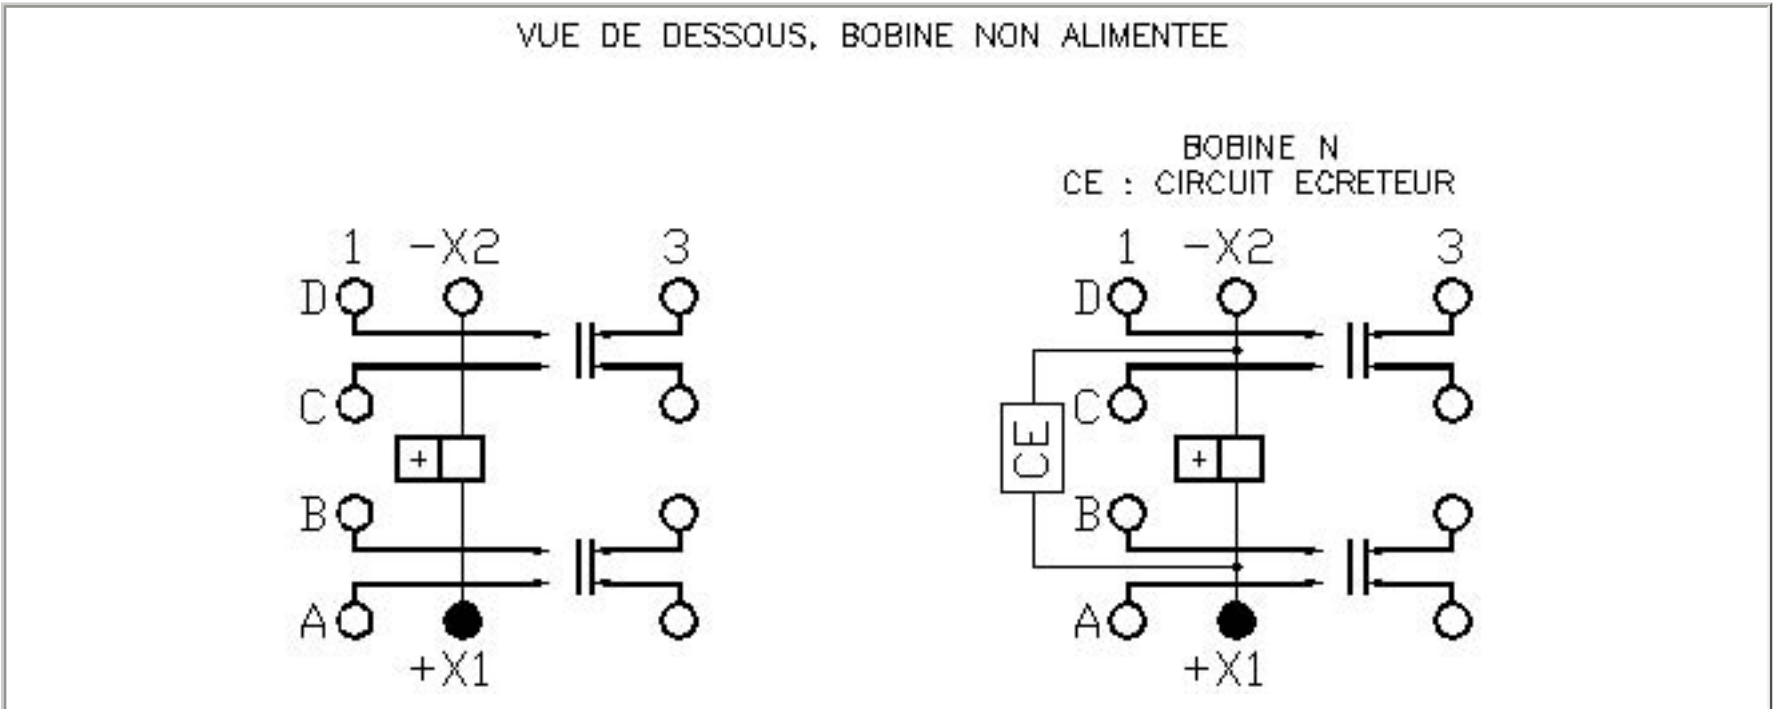 VUE DE DESSOUS, BOBINE NON ALIMENTEE
BOBINE N
CE : CIRCUIT ECRETEUR
1 -X2 3
D
C
+
B
A
+X1
1 -X2 3
D
C
CE
+
B
A
+X1